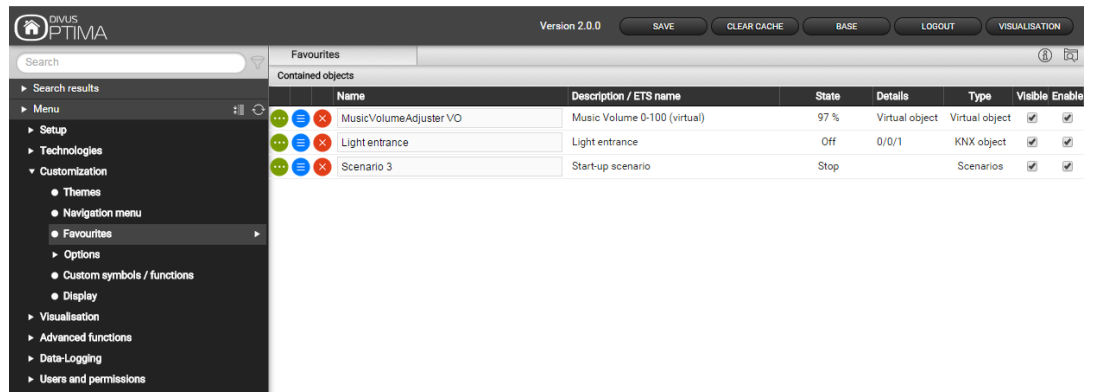 DIVUS
OPTIMA
Version 2.0.0 SAVE CLEAR CACHE BASE LOGOUT VISUALISATION
Search
Favourites
Contained objects
Search results
Menu
Setup
Technologies
Customization
Themes
Navigation menu
Favourites
Options
Custom symbols / functions
Display
Visualisation
Advanced functions
Data-Logging
Users and permissions
Name Description / ETS name State Details Type Visible Enable
MusicVolumeAdjuster VO Music Volume 0-100 (virtual) 97 % Virtual object Virtual object
Light entrance Light entrance Off 0/0/1 KNX object
Scenario 3 Start-up scenario Stop Scenarios